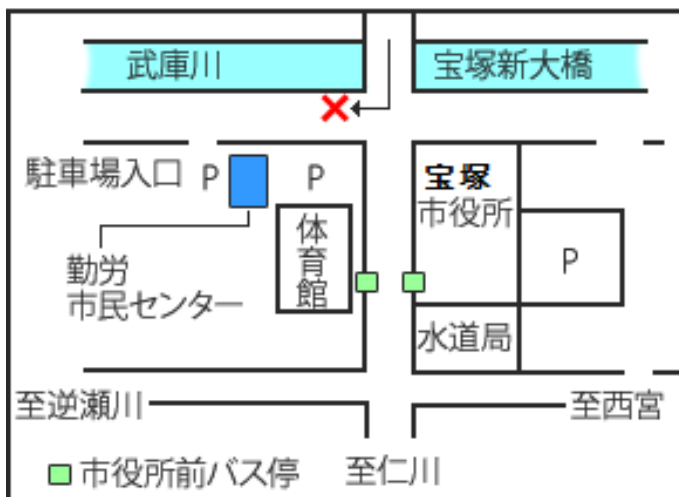 武庫川
宝塚新大橋
駐車場入口
P
P
宝塚
市役所
体
育
館
P
勤労
市民センター
水道局
至逆瀬川
至西宮
市役所前バス停
至仁川